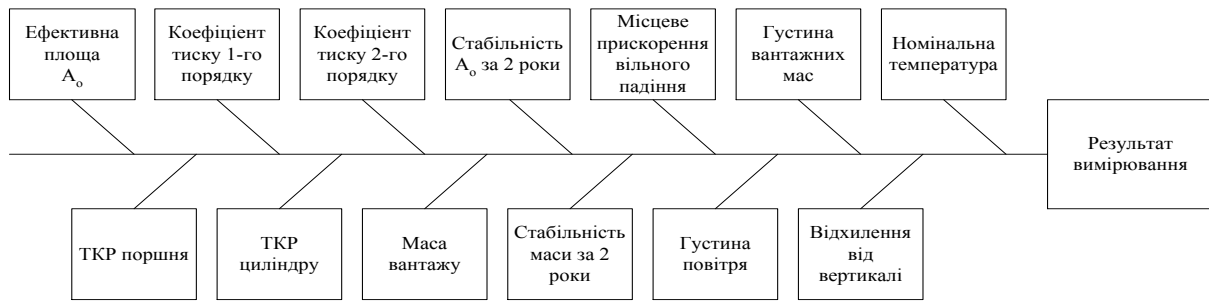 Ефективна
площа
Aₒ
Коефіцієнт
тиску 1-го
порядку
Коефіцієнт
тиску 2-го
порядку
Стабільність
Aₒ за 2 роки
Місцеве
прискорення
вільного
падіння
Густина
вантажних
мас
Номінальна
температура
Результат
вимірювання
ТКР поршня
ТКР
циліндру
Маса
вантажу
Стабільність
маси за 2
роки
Густина
повітря
Відхилення
від
вертикалі